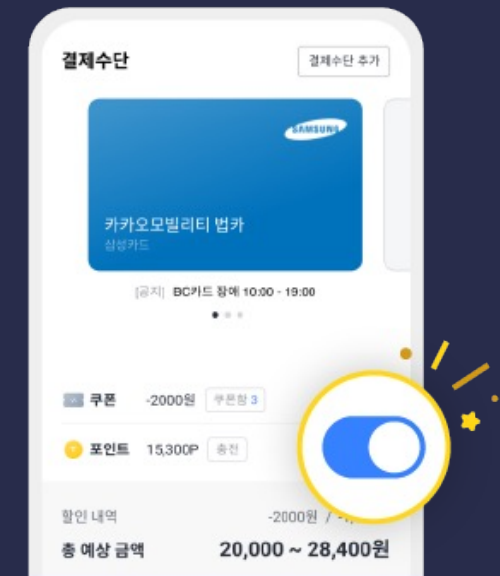 결제수단
결제수단 추가
SAMSUNG
카카오모빌리티 법카
삼성카드
[공지] BC카드 장애 10:00 - 19:00
쿠폰 -2000원 쿠폰함 3
포인트 15,300P 충전
할인 내역 -2000원 /
총 예상 금액 20,000 ~ 28,400원